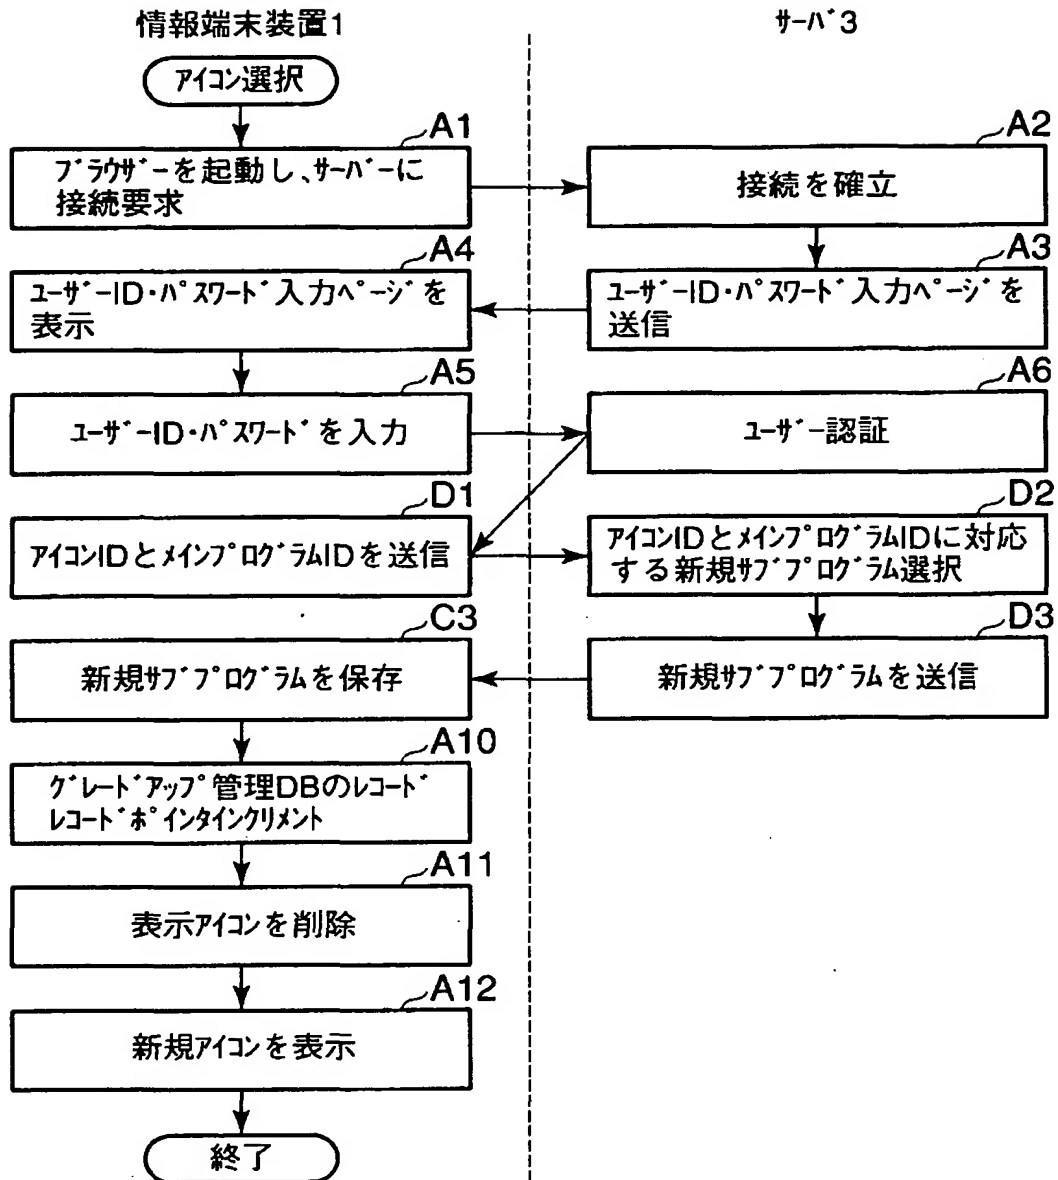 情報端末装置1
サーバ3
アイコン選択
A1
ブラウザーを起動し、サーバーに
接続要求
A2
接続を確立
A4
ユーザーID・パスワード入力ページを
表示
A3
ユーザーID・パスワード入力ページを
送信
A5
ユーザーID・パスワードを入力
A6
ユーザー認証
D1
アイコンIDとメインプログラムIDを送信
D2
アイコンIDとメインプログラムIDに対応
する新規サブプログラム選択
C3
新規サブプログラムを保存
D3
新規サブプログラムを送信
A10
グレードアップ管理DBのレコード
レコードポインタインクリメント
A11
表示アイコンを削除
A12
新規アイコンを表示
終了